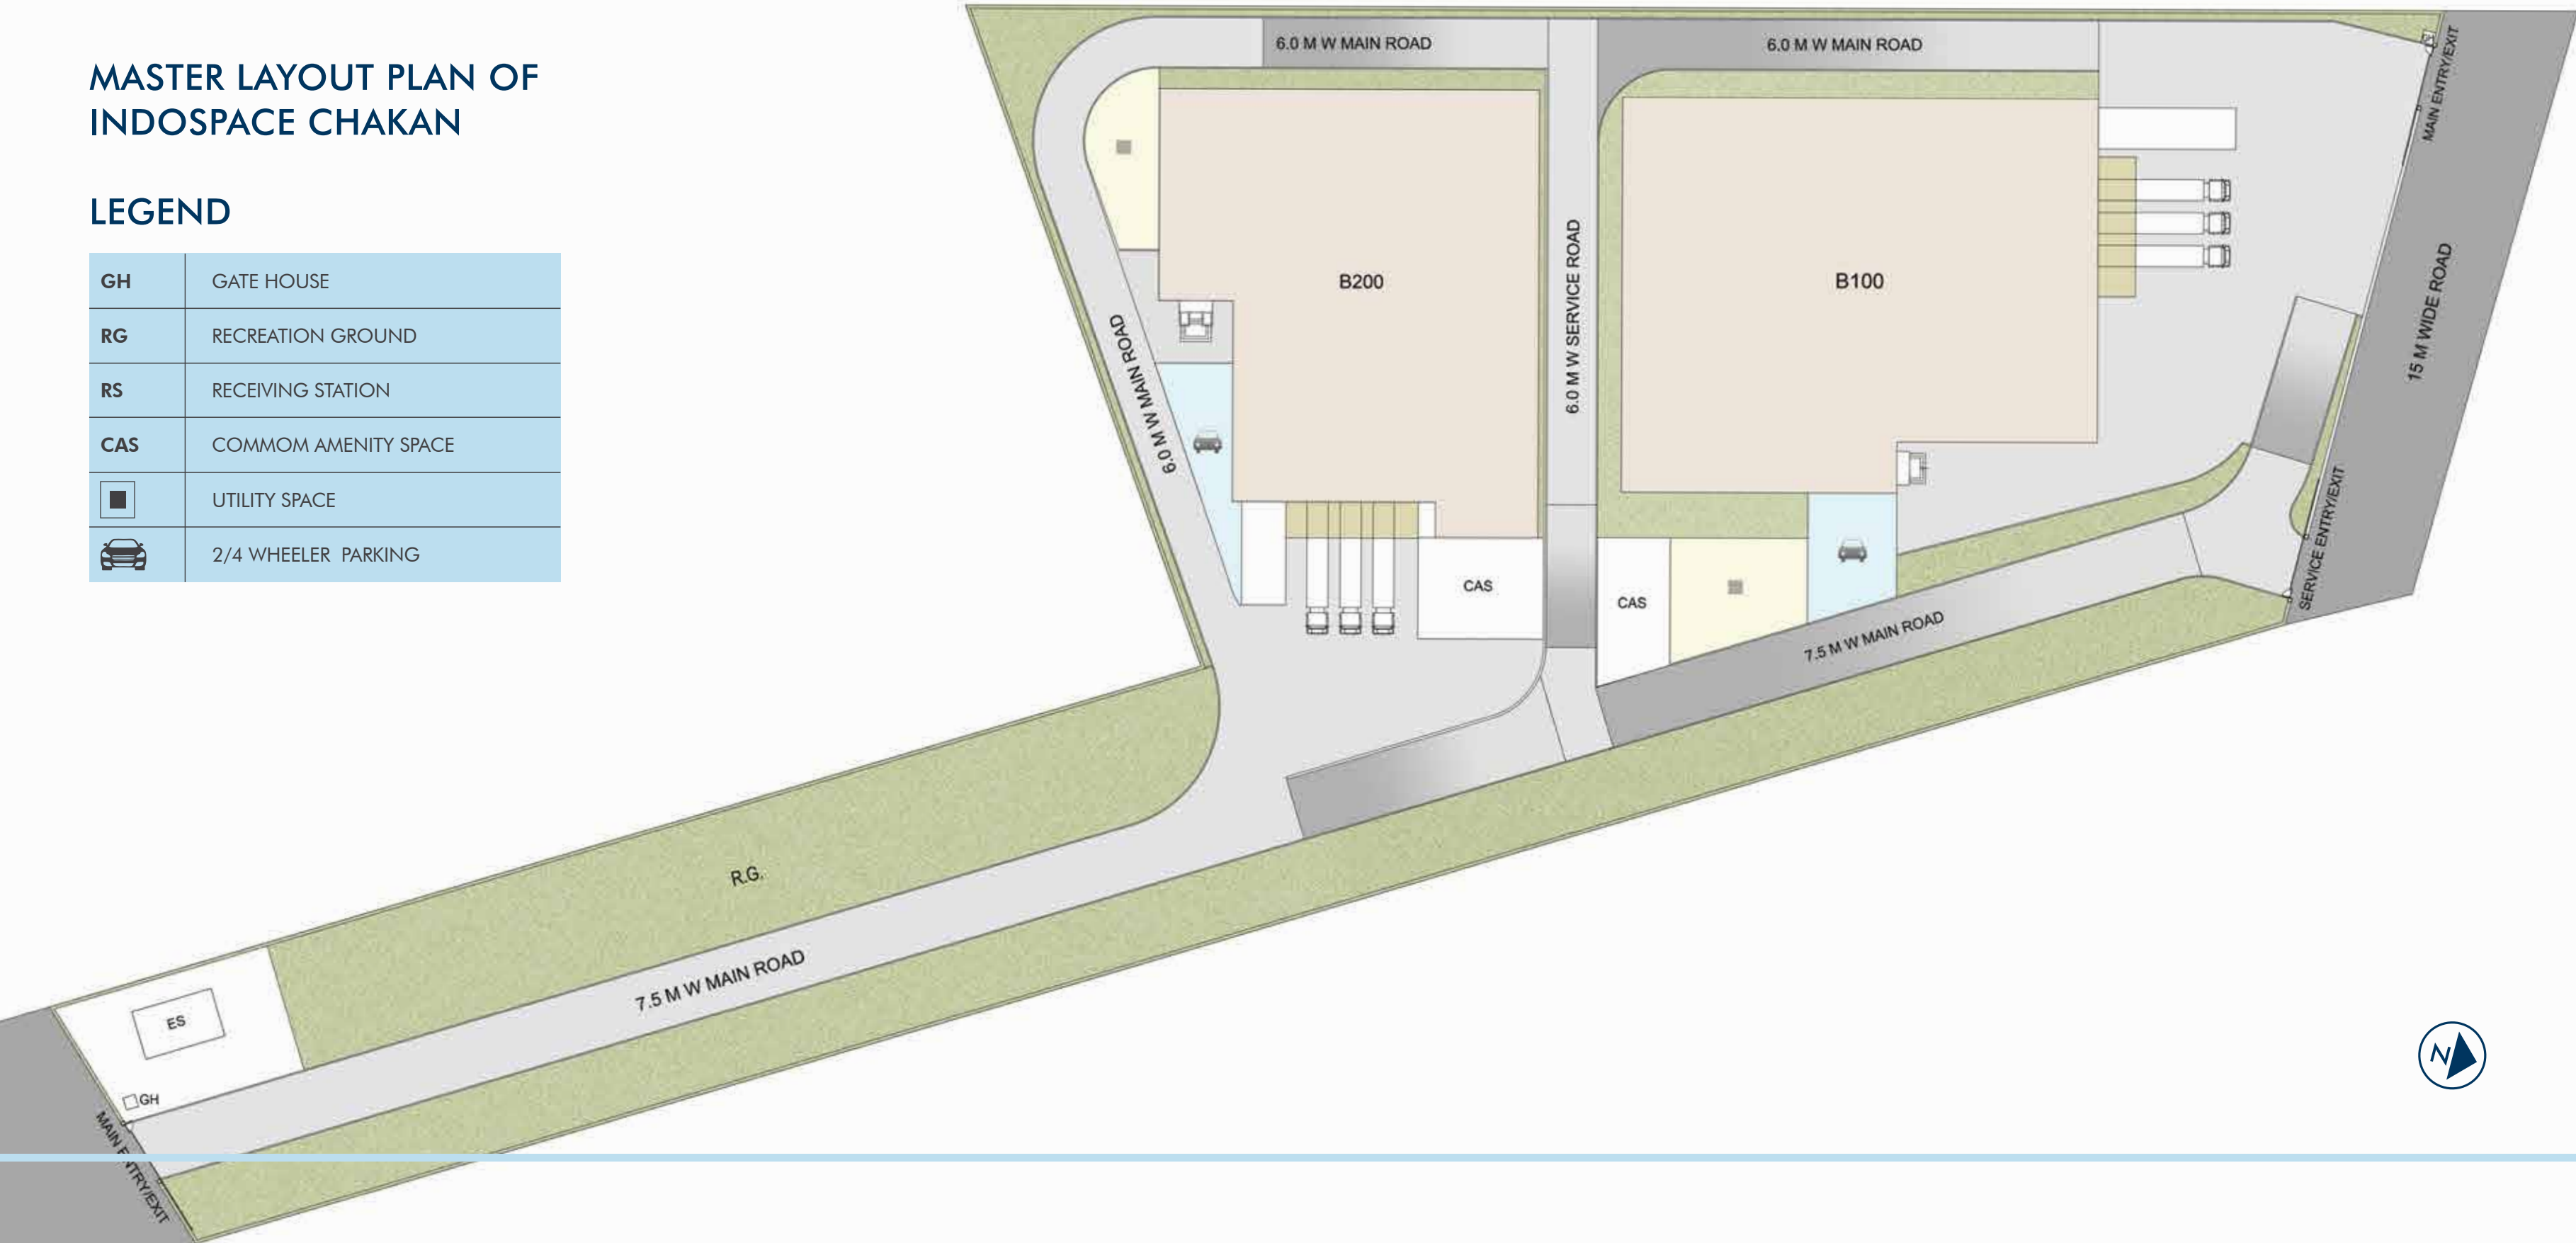 MASTER LAYOUT PLAN OF
INDOSPACE CHAKAN
LEGEND
GH GATE HOUSE
RG RECREATION GROUND
RS RECEIVING STATION
CAS COMMOM AMENITY SPACE
UTILITY SPACE
2/4 WHEELER PARKING
6.0 M W MAIN ROAD
6.0 M W MAIN ROAD
MAIN ENTRY/EXIT
B200
6.0 M W SERVICE ROAD
B100
15 M WIDE ROAD
6.0 M W MAIN ROAD
CAS
CAS
SERVICE ENTRY/EXIT
7.5 M W MAIN ROAD
R.G.
7.5 M W MAIN ROAD
ES
GH
MAIN ENTRY/EXIT
N